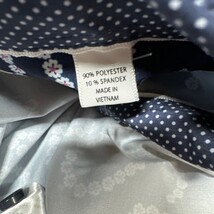 90% POLYESTER
10 % SPANDEX
MADE IN
VIETNAM